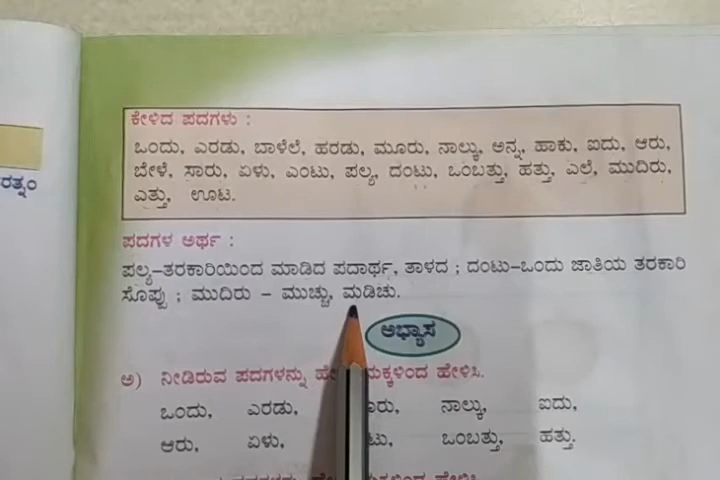 ರತ್ನಂ
ಕೇಳಿದ ಪದಗಳು :
ಒಂದು, ಎರಡು, ಬಾಳೆಲೆ, ಹರಡು, ಮೂರು, ನಾಲ್ಕು, ಅನ್ನ, ಹಾಕು, ಐದು, ಆರು,
ಬೇಳೆ, ಸಾರು, ಏಳು, ಎಂಟು, ಪಲ್ಯ, ದಂಟು, ಒಂಬತ್ತು, ಹತ್ತು, ಎಲೆ, ಮುದಿರು,
ಎತ್ತು, ಊಟ.
ಪದಗಳ ಅರ್ಥ :
ಪಲ್ಯ-ತರಕಾರಿಯಿಂದ ಮಾಡಿದ ಪದಾರ್ಥ, ತಾಳದ ; ದಂಟು-ಒಂದು ಜಾತಿಯ ತರಕಾರಿ
ಸೊಪ್ಪು ; ಮುದಿರು - ಮುಚ್ಚು, ಮಡಿಚು.
ಅಭ್ಯಾಸ
ಅ) ನೀಡಿರುವ ಪದಗಳನ್ನು ಹೇಳಿಸಿ.
ಒಂದು, ಎರಡು, ನಾಲ್ಕು, ಐದು,
ಆರು, ಏಳು, ಒಂಬತ್ತು, ಹತ್ತು.